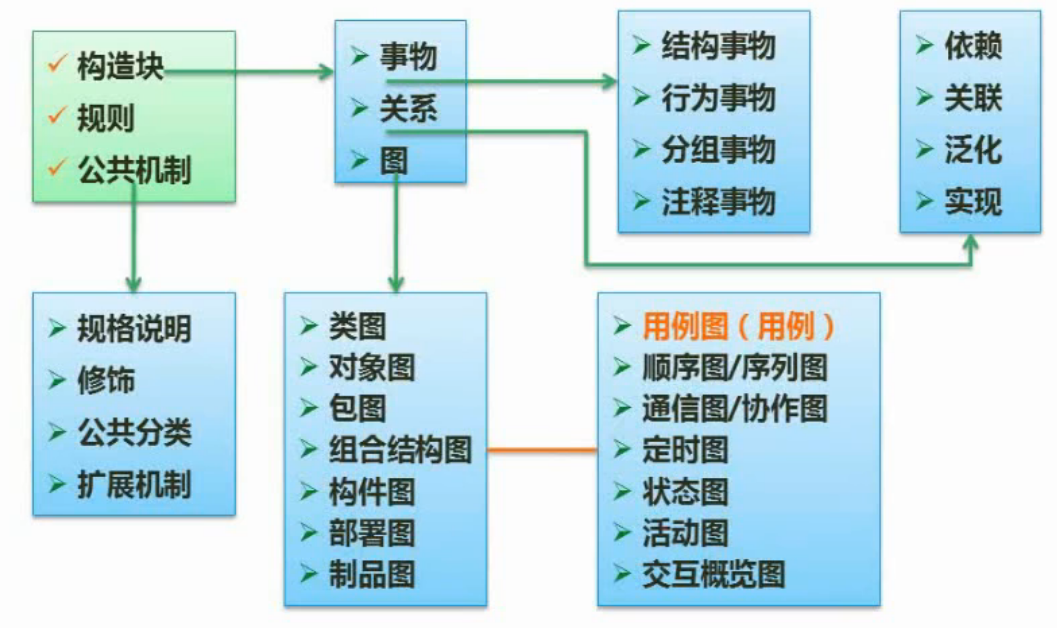 构造块
规则
公共机制
事物
关系
图
结构事物
行为事物
分组事物
注释事物
依赖
关联
泛化
实现
规格说明
修饰
公共分类
扩展机制
类图
对象图
包图
组合结构图
构件图
部署图
制品图
用例图（用例）
顺序图/序列图
通信图/协作图
定时图
状态图
活动图
交互概览图